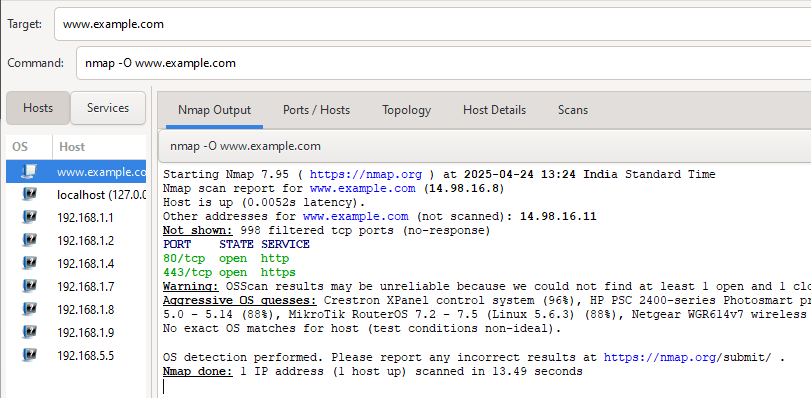 Target: www.example.com
Command: nmap -O www.example.com
Hosts Services
OS Host
www.example.co
localhost (127.0.0
192.168.1.1
192.168.1.2
192.168.1.4
192.168.1.7
192.168.1.8
192.168.1.9
192.168.5.5
Nmap Output Ports / Hosts Topology Host Details Scans
nmap -O www.example.com
Starting Nmap 7.95 ( https://nmap.org ) at 2025-04-24 13:24 India Standard Time
Nmap scan report for www.example.com (14.98.16.8)
Host is up (0.0052s latency).
Other addresses for www.example.com (not scanned): 14.98.16.11
Not shown: 998 filtered tcp ports (no-response)
PORT STATE SERVICE
80/tcp open http
443/tcp open https
Warning: OSScan results may be unreliable because we could not find at least 1 open and 1 clo
Aggressive OS guesses: Crestron XPanel control system (96%), HP PSC 2400-series Photosmart pr
5.0 - 5.14 (88%), MikroTik RouterOS 7.2 - 7.5 (Linux 5.6.3) (88%), Netgear WGR614v7 wireless
No exact OS matches for host (test conditions non-ideal).
OS detection performed. Please report any incorrect results at https://nmap.org/submit/ .
Nmap done: 1 IP address (1 host up) scanned in 13.49 seconds